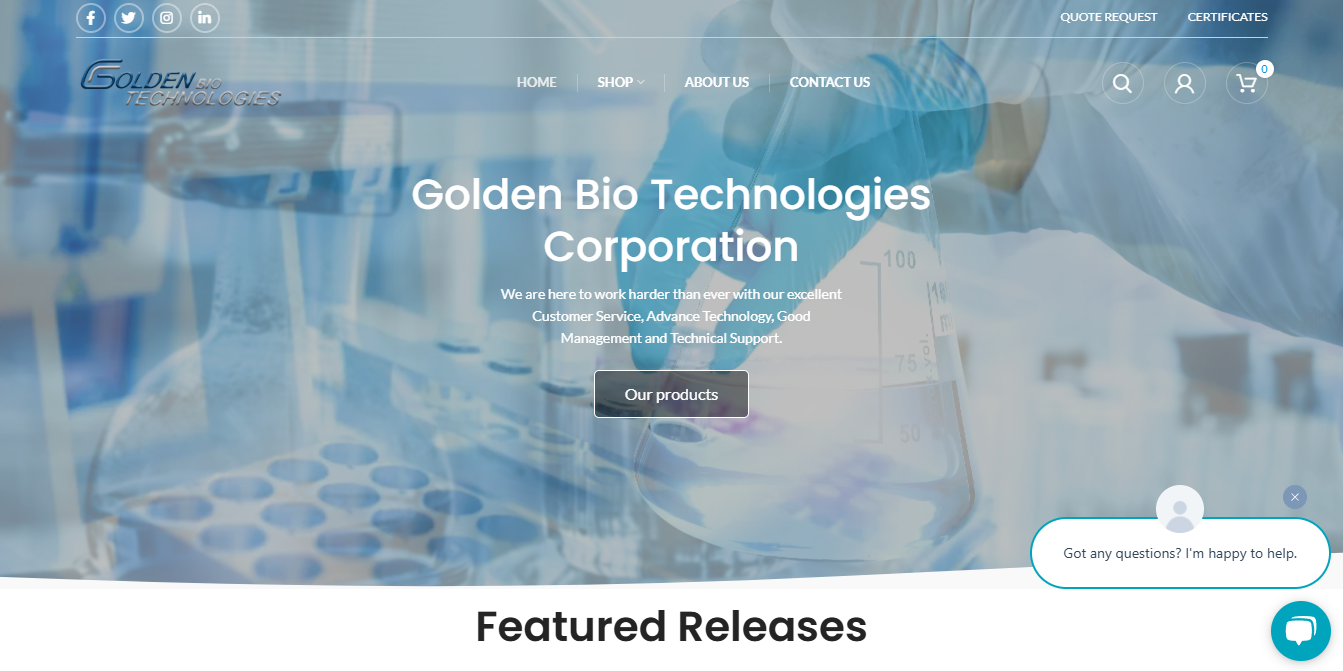 QUOTE REQUEST
CERTIFICATES
GOLDEN BIO
TECHNOLOGIES
HOME
SHOP
ABOUT US
CONTACT US
0
Golden Bio Technologies
Corporation
We are here to work harder than ever with our excellent
Customer Service, Advance Technology, Good
Management and Technical Support.
100
75
50
Our products
Got any questions? I'm happy to help.
Featured Releases